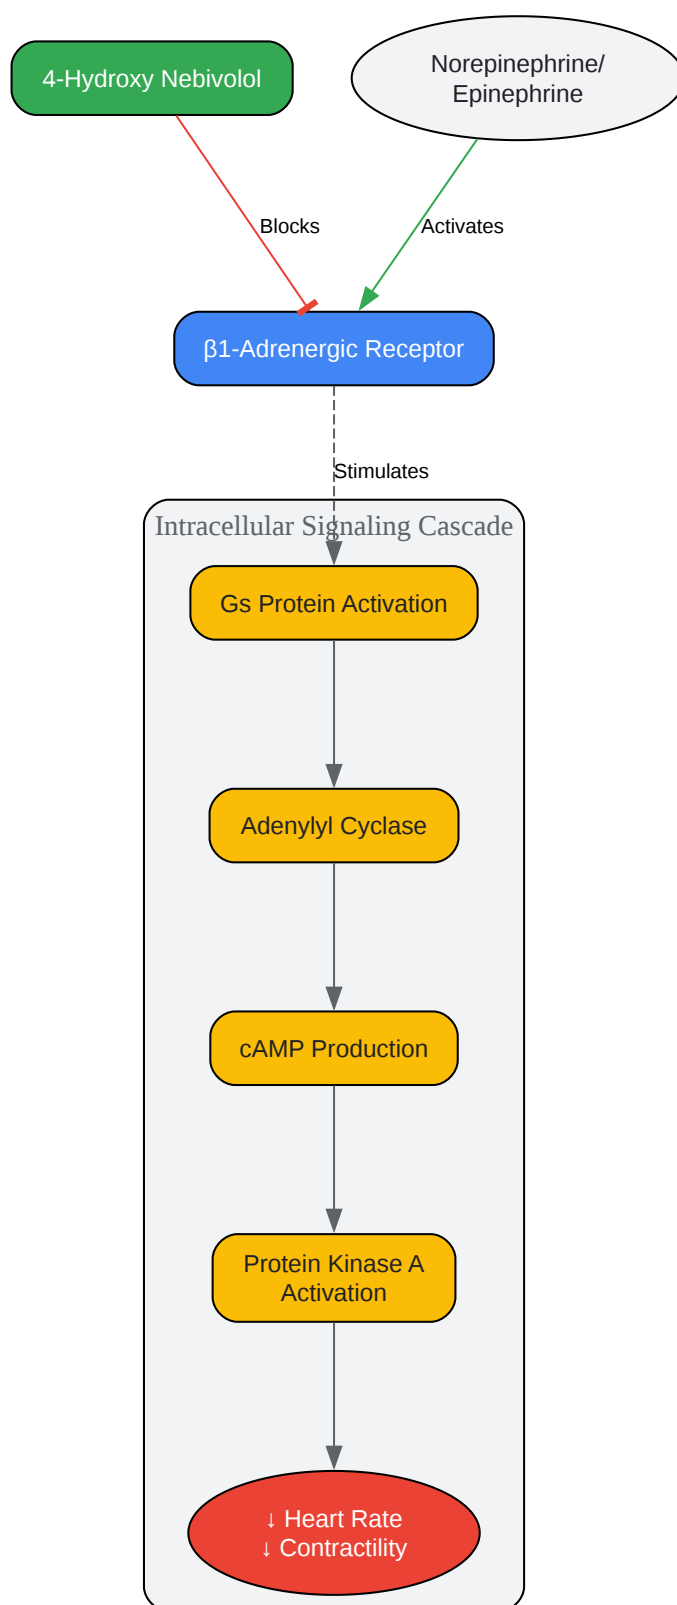 4-Hydroxy Nebivolol
Norepinephrine/
Epinephrine
Blocks
Activates
β1-Adrenergic Receptor
Stimulates
Intracellular Signaling Cascade
Gs Protein Activation
Adenylyl Cyclase
cAMP Production
Protein Kinase A
Activation
↓ Heart Rate
↓ Contractility